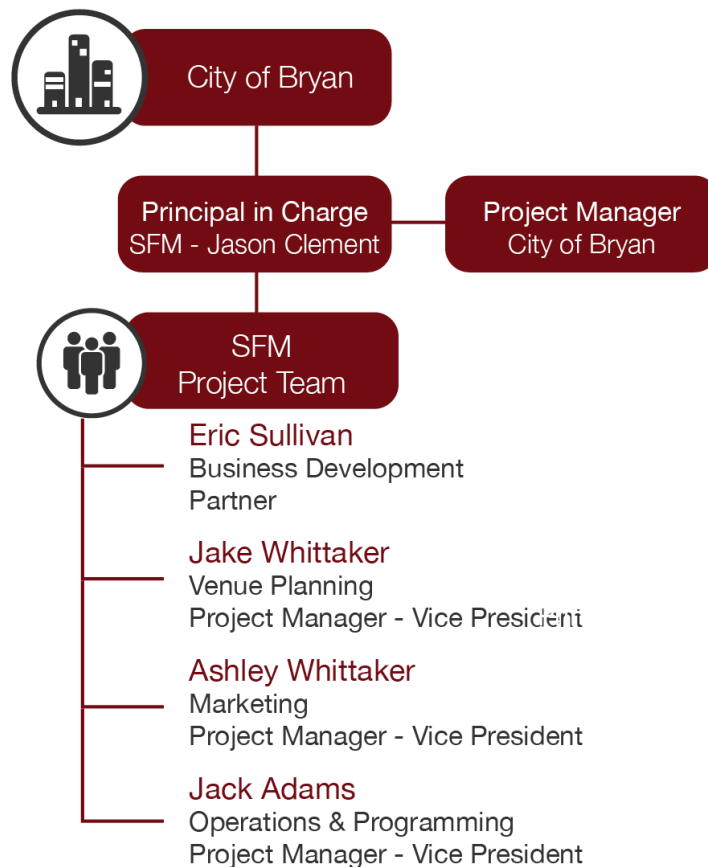 City of Bryan
Principal in Charge
SFM - Jason Clement
Project Manager
City of Bryan
SFM
Project Team
Eric Sullivan
Business Development
Partner
Jake Whittaker
Venue Planning
Project Manager - Vice President
Ashley Whittaker
Marketing
Project Manager - Vice President
Jack Adams
Operations & Programming
Project Manager - Vice President